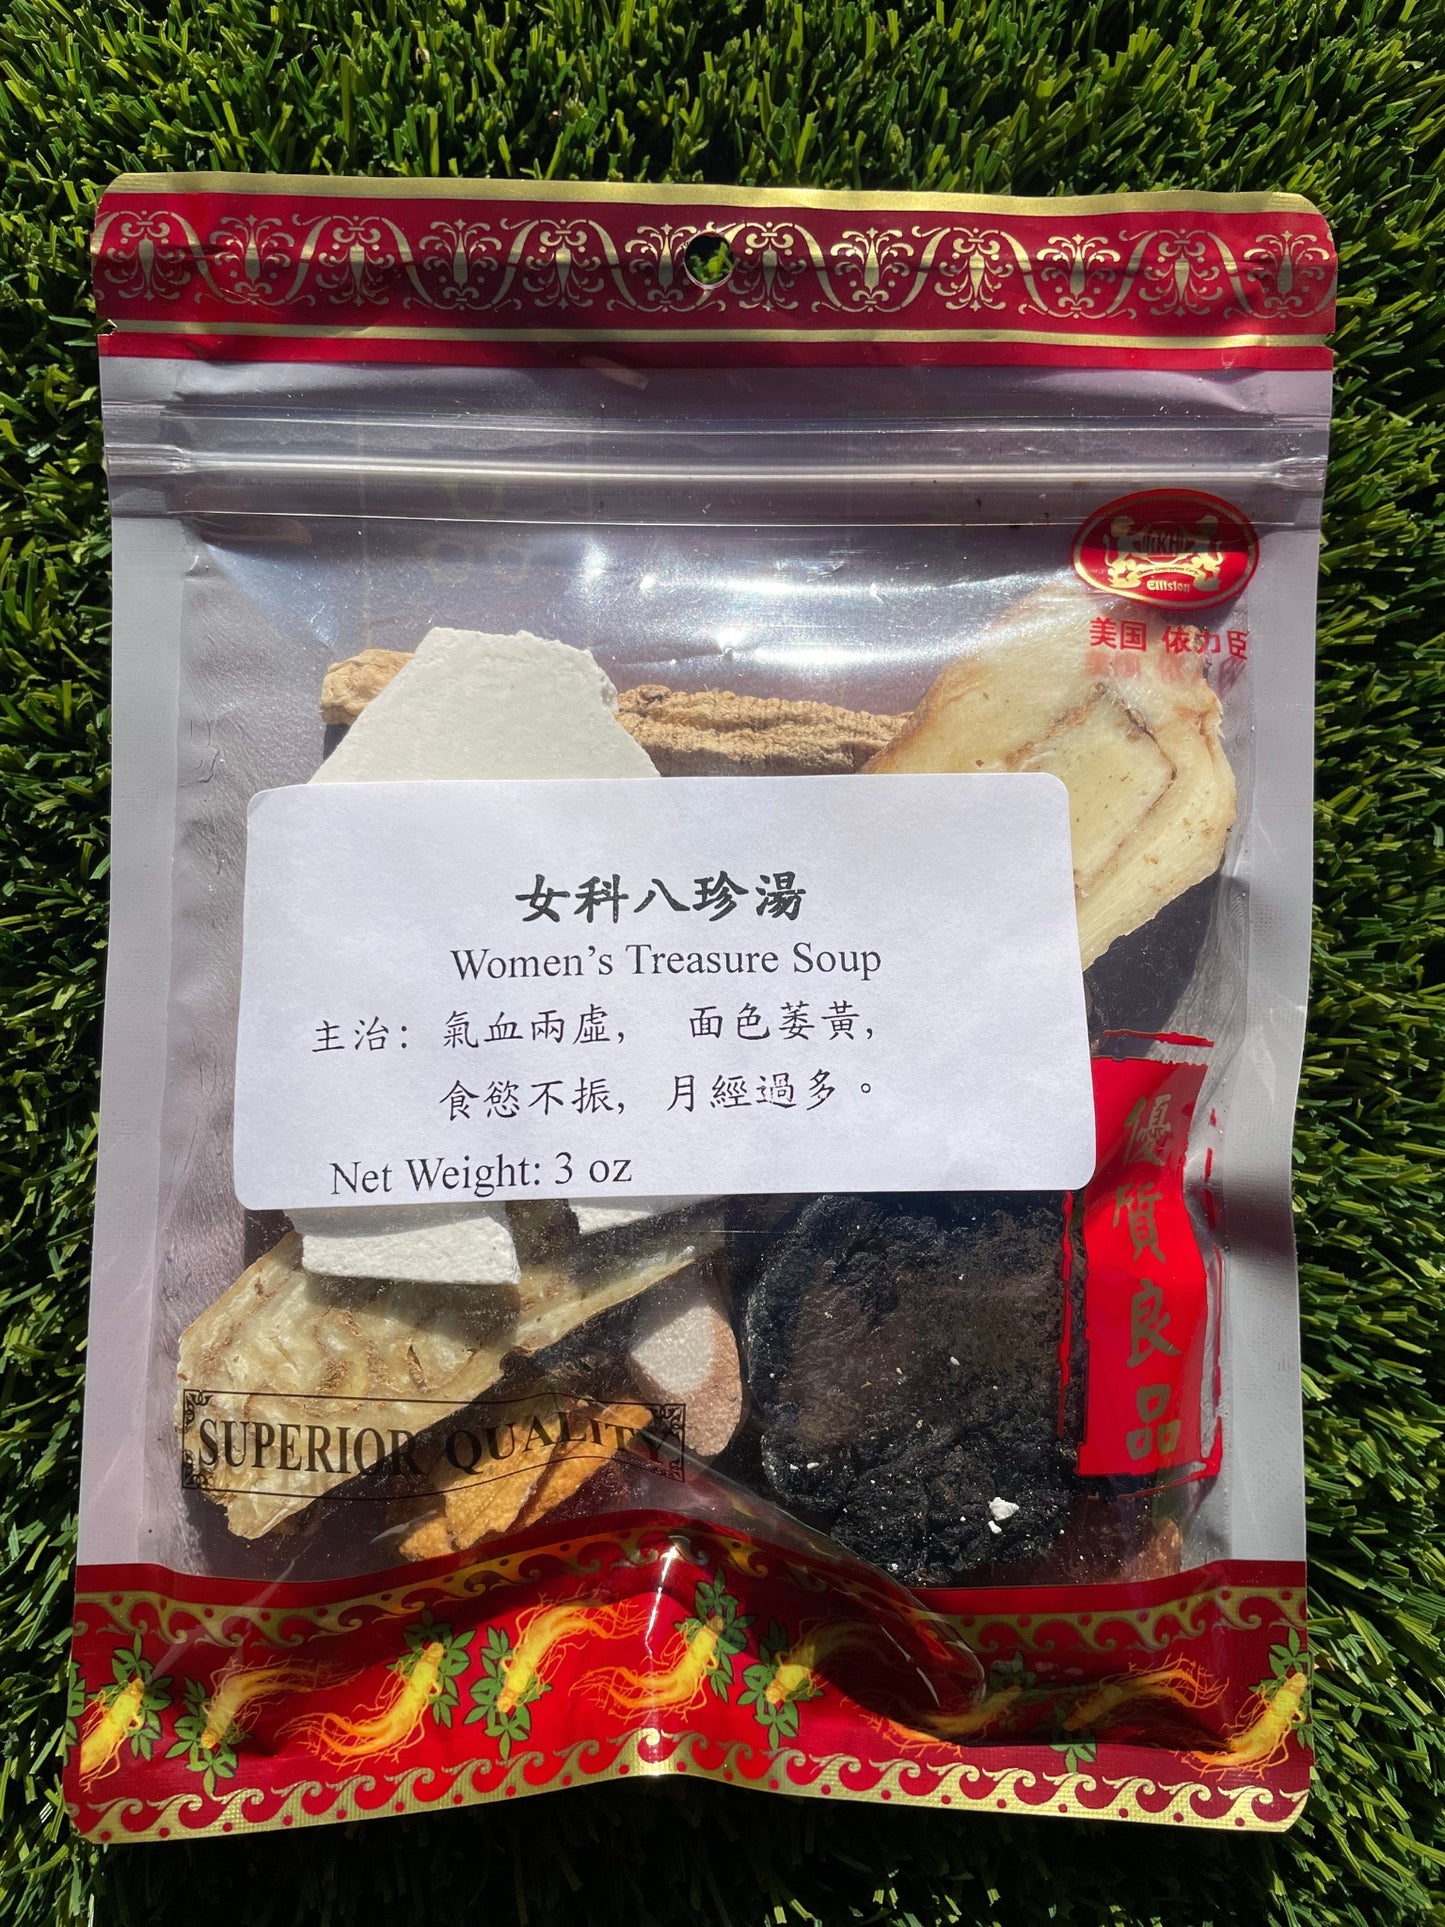 Ellision
美国 依力臣
女科八珍湯
Women's Treasure Soup
主治: 氣血兩虛, 面色萎黃,
食慾不振, 月經過多。
Net Weight: 3 oz
優質良品
SUPERIOR QUALITY